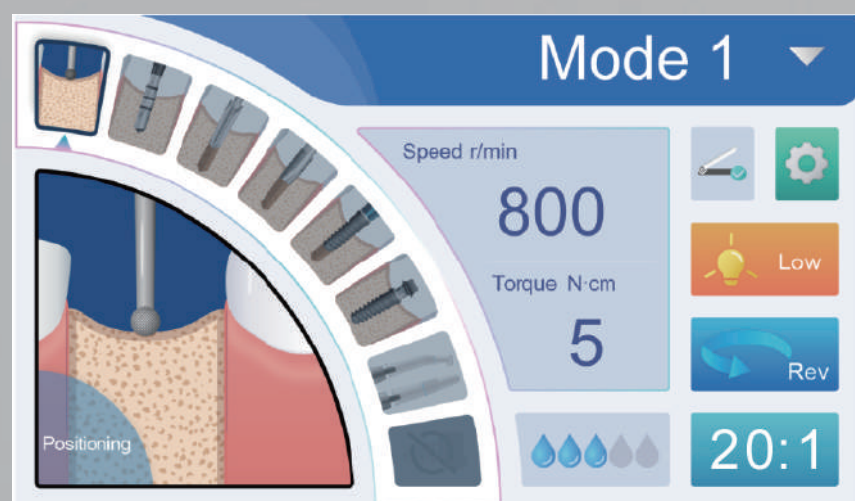 Mode 1
Speed r/min
800
Torque N·cm
5
Low
Rev
20:1
Positioning